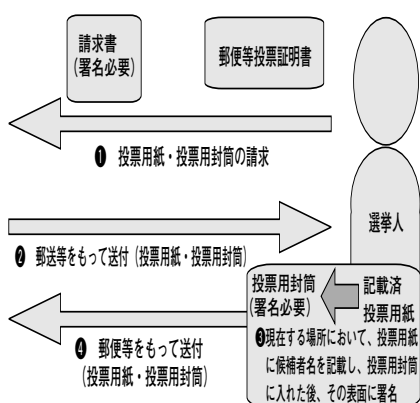 請求書
(署名必要)
郵便等投票証明書
❶ 投票用紙・投票用封筒の請求
選挙人
❷ 郵送等をもって送付 (投票用紙・投票用封筒)
投票用封筒
(署名必要)
記載済
投票用紙
❸現在する場所において、投票用紙
に候補者名を記載し、投票用封筒
に入れた後、その表面に署名
❹ 郵便等をもって送付
(投票用紙・投票用封筒)